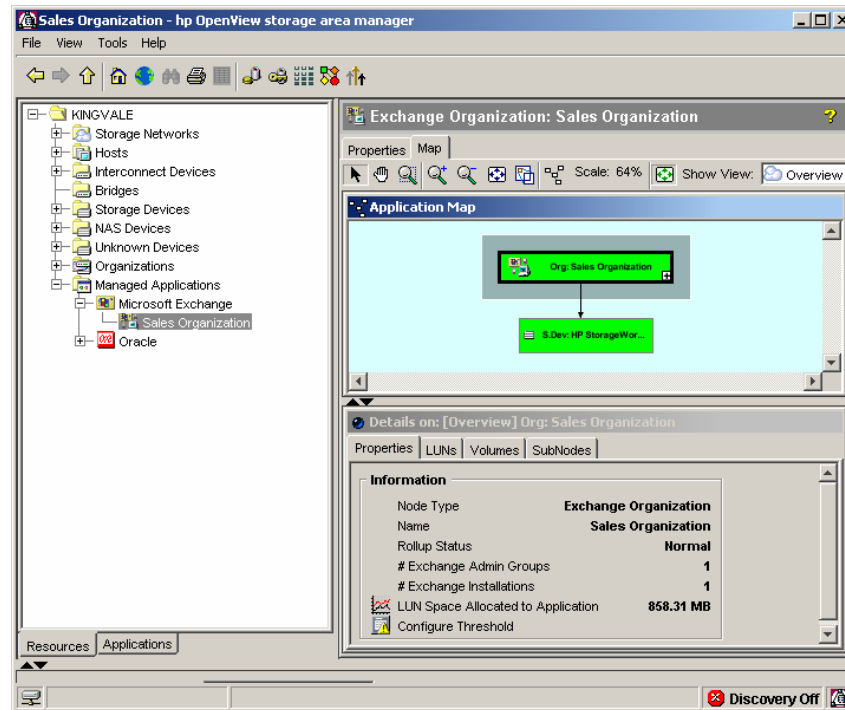 Sales Organization - hp OpenView storage area manager
File View Tools Help
KINGVALE
Storage Networks
Hosts
Interconnect Devices
Bridges
Storage Devices
NAS Devices
Unknown Devices
Organizations
Managed Applications
Microsoft Exchange
Sales Organization
Oracle
Resources Applications
Exchange Organization: Sales Organization ?
Properties Map
Scale: 64% Show View: Overview
Application Map
Org: Sales Organization
S.Dev: HP StorageWor...
Details on: [Overview] Org: Sales Organization
Properties LUNs Volumes SubNodes
Information
Node Type Exchange Organization
Name Sales Organization
Rollup Status Normal
# Exchange Admin Groups 1
# Exchange Installations 1
LUN Space Allocated to Application 858.31 MB
Configure Threshold
Discovery Off